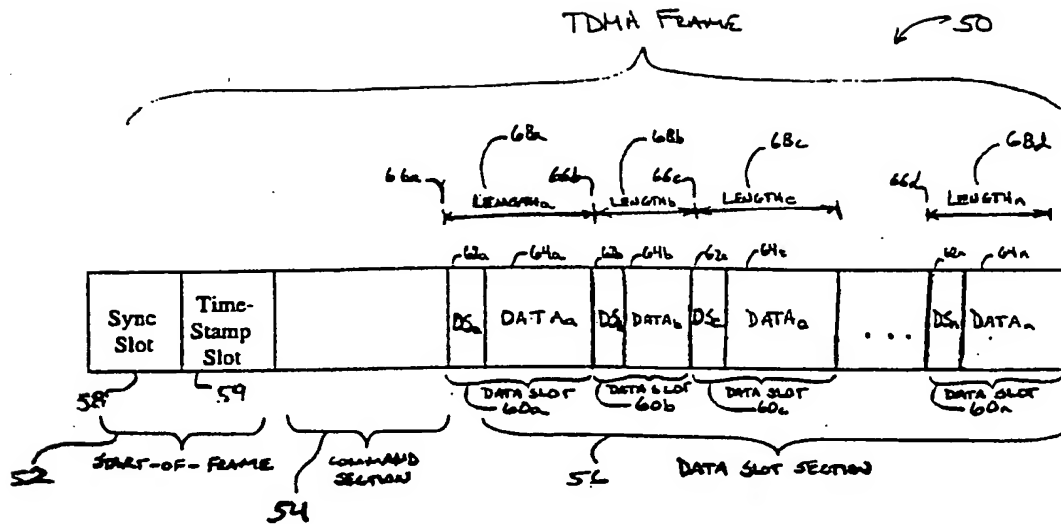 TDMA FRAME
50
68a 68b 68c 68d
66a 66b 66c 66d
LENGTHa LENGTHb LENGTHc LENGTHn
62a 64a 62b 64b 62c 64c 62n 64n
Sync Slot
Time-Stamp Slot
DSa DATAa DSb DATAb DSc DATAa . . . DSn DATAn
58 59
DATA SLOT DATA SLOT DATA SLOT DATA SLOT
60a 60b 60c 60n
52
START-OF-FRAME
COMMAND
SECTION
54
56
DATA SLOT SECTION